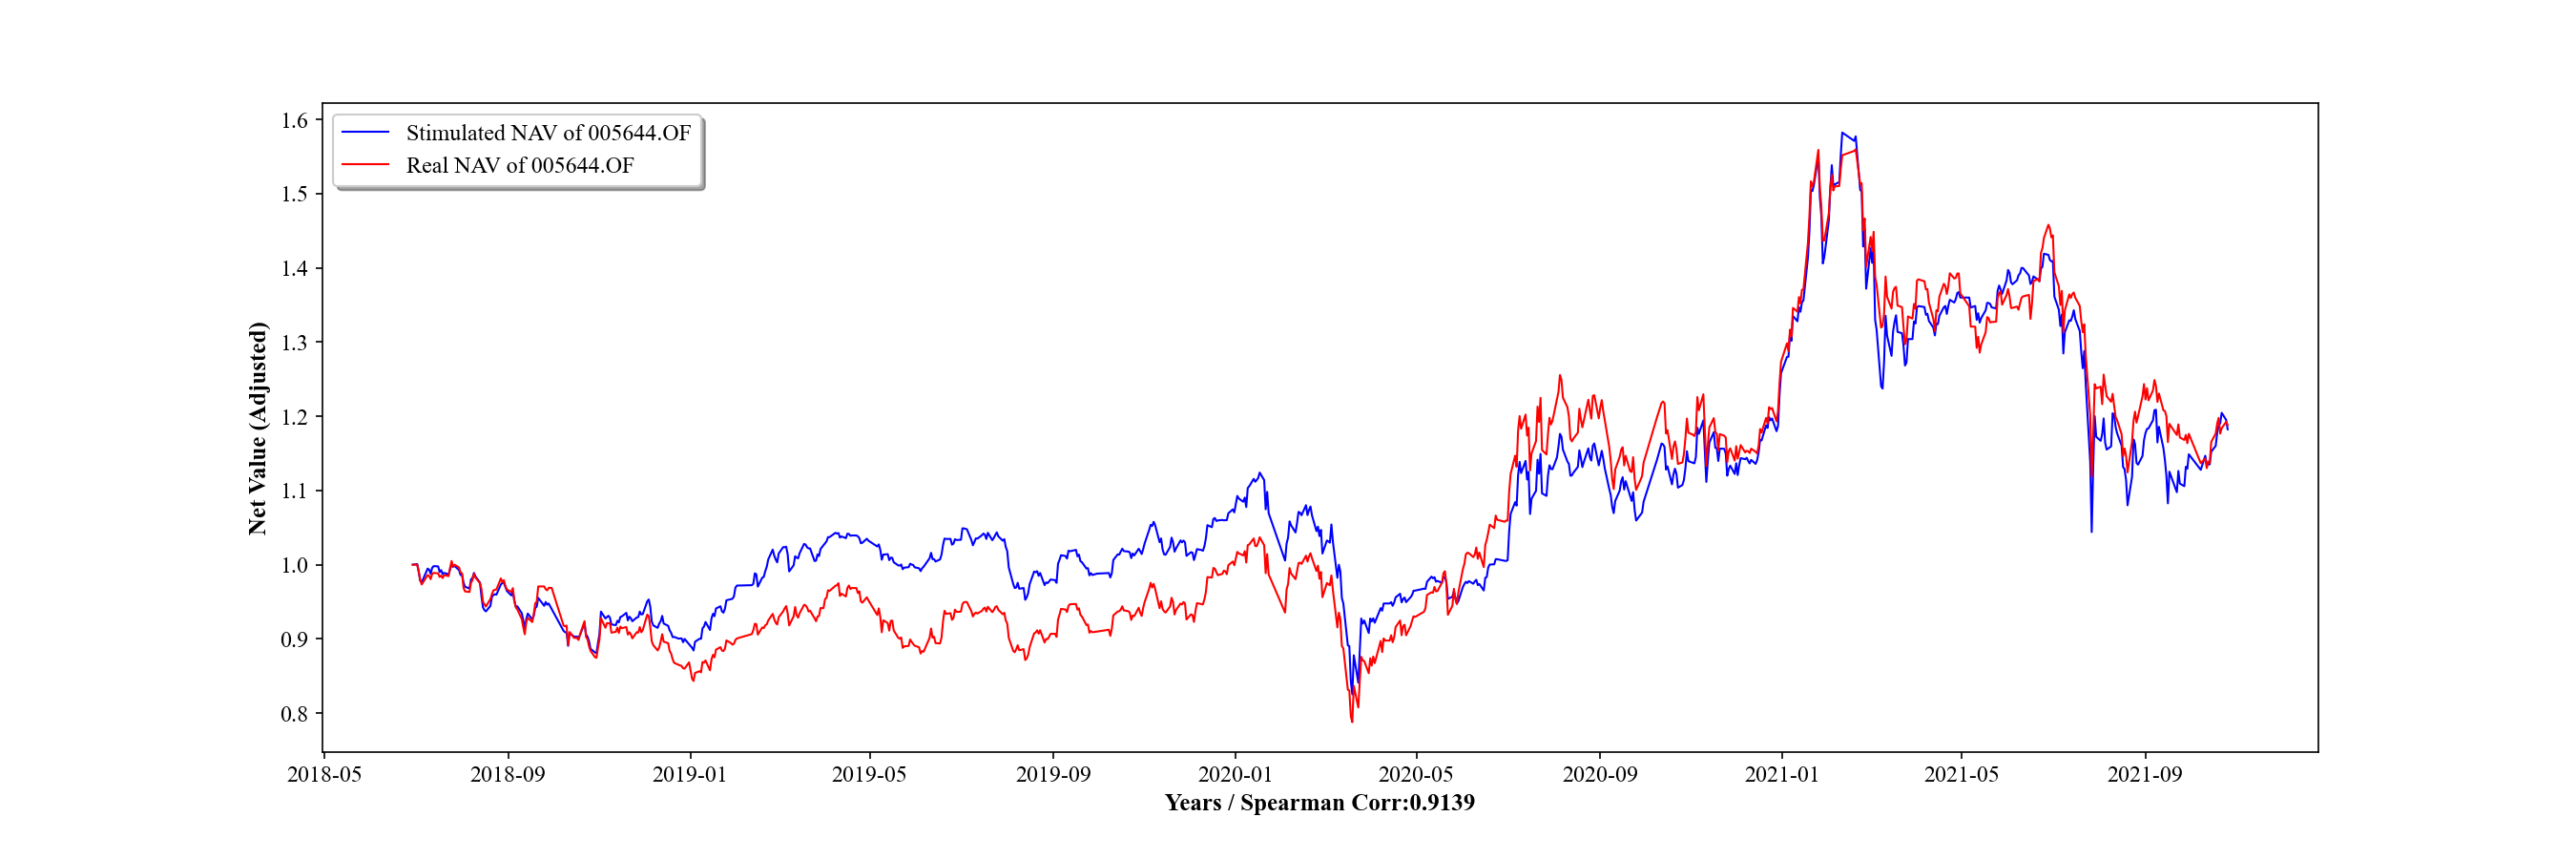 Stimulated NAV of 005644.OF
Real NAV of 005644.OF
Net Value (Adjusted)
1.6
1.5
1.4
1.3
1.2
1.1
1.0
0.9
0.8
2018-05 2018-09 2019-01 2019-05 2019-09 2020-01 2020-05 2020-09 2021-01 2021-05 2021-09
Years / Spearman Corr:0.9139